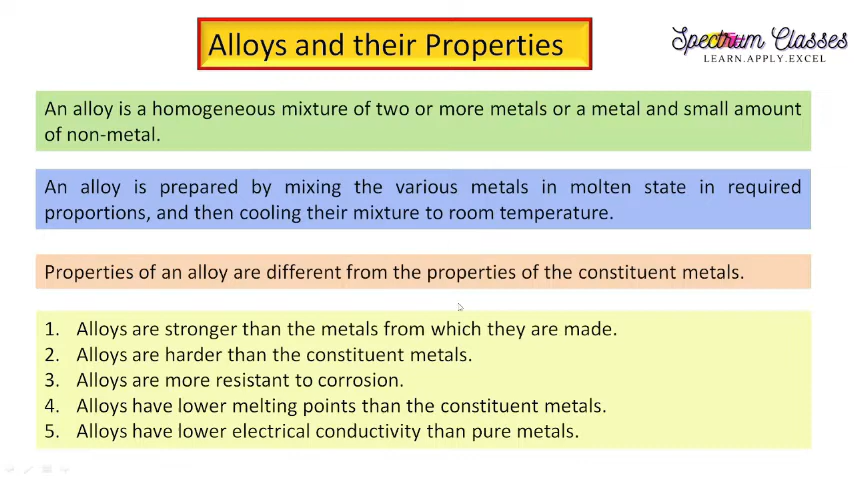 Alloys and their Properties
Spectrum Classes
LEARN.APPLY.EXCEL
An alloy is a homogeneous mixture of two or more metals or a metal and small amount
of non-metal.
An alloy is prepared by mixing the various metals in molten state in required
proportions, and then cooling their mixture to room temperature.
Properties of an alloy are different from the properties of the constituent metals.
1. Alloys are stronger than the metals from which they are made.
2. Alloys are harder than the constituent metals.
3. Alloys are more resistant to corrosion.
4. Alloys have lower melting points than the constituent metals.
5. Alloys have lower electrical conductivity than pure metals.